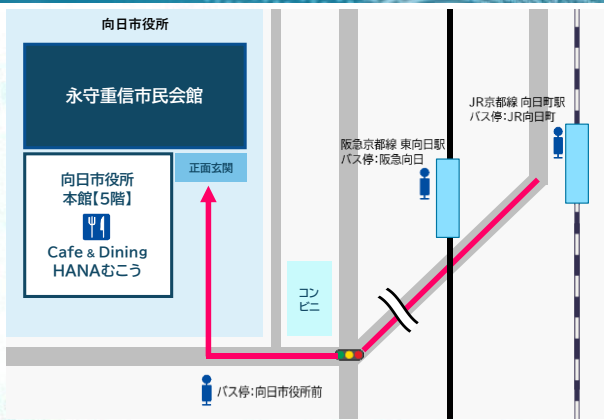 向日市役所
永守重信市民会館
正面玄関
向日市役所
本館【5階】
Cafe & Dining
HANAむこう
コン
ビニ
バス停:向日市役所前
阪急京都線 東向日駅
バス停:阪急向日
JR京都線 向日町駅
バス停:JR向日町